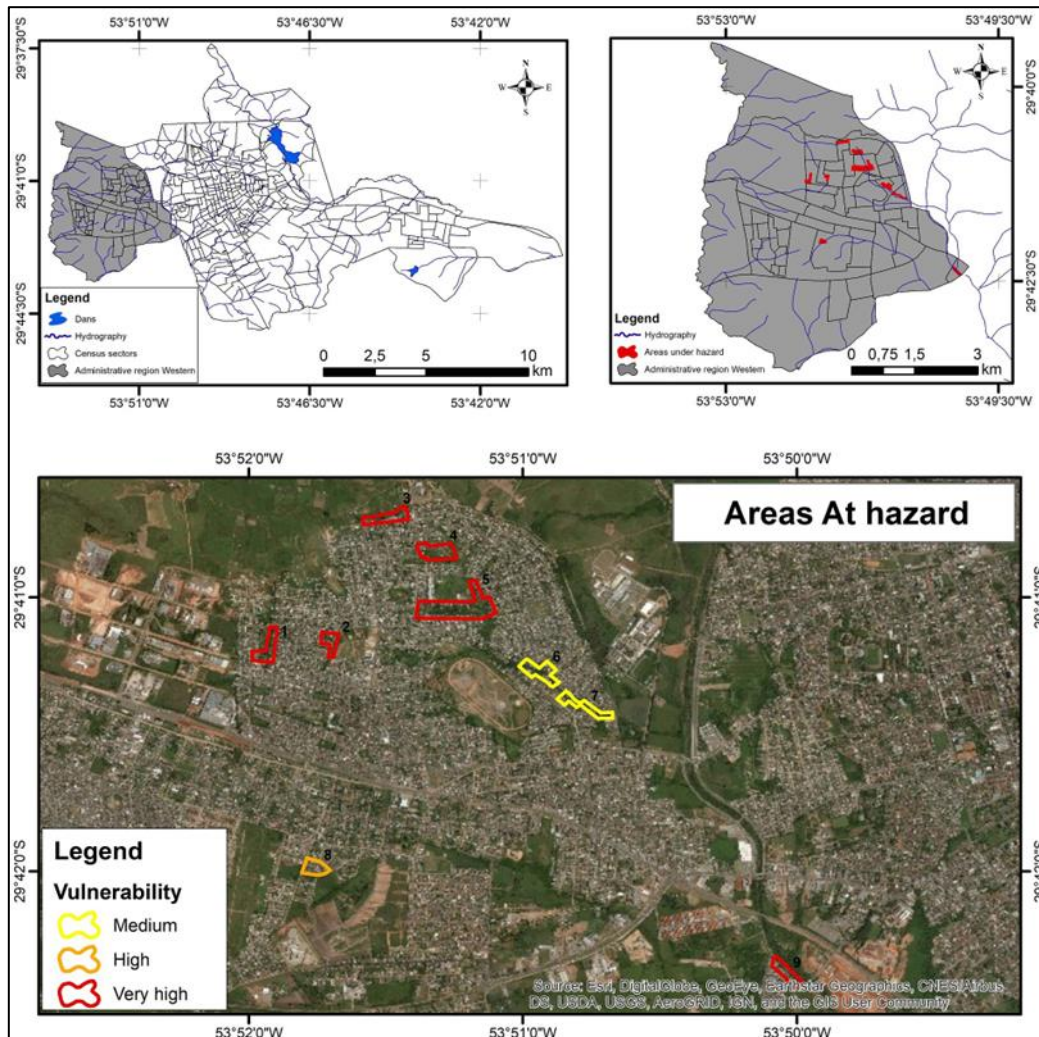 53°51'0"W 53°46'30"W 53°42'0"W
29°37'30"S
29°41'0"S
29°44'30"S
N
W E
S
Legend
Dans
Hydrography
Census sectors
Administrative region Western
0 2,5 5 10
km
53°51'0"W 53°46'30"W 53°42'0"W
53°53'0"W 53°49'30"W
29°40'0"S
29°42'30"S
N
W E
S
Legend
Hydrography
Areas under hazard
Administrative region Western
0 0,75 1,5 3
km
53°53'0"W 53°49'30"W
53°52'0"W 53°51'0"W 53°50'0"W
Areas At hazard
29°41'0"S 29°41'0"S
29°42'0"S 29°42'0"S
3
4
5
1
2
6
7
8
9
Legend
Vulnerability
Medium
High
Very high
Source: Esri, DigitalGlobe, GeoEye, Earthstar Geographics, CNES/Airbus
DS, USDA, USGS, AeroGRID, IGN, and the GIS User Community
53°52'0"W 53°51'0"W 53°50'0"W